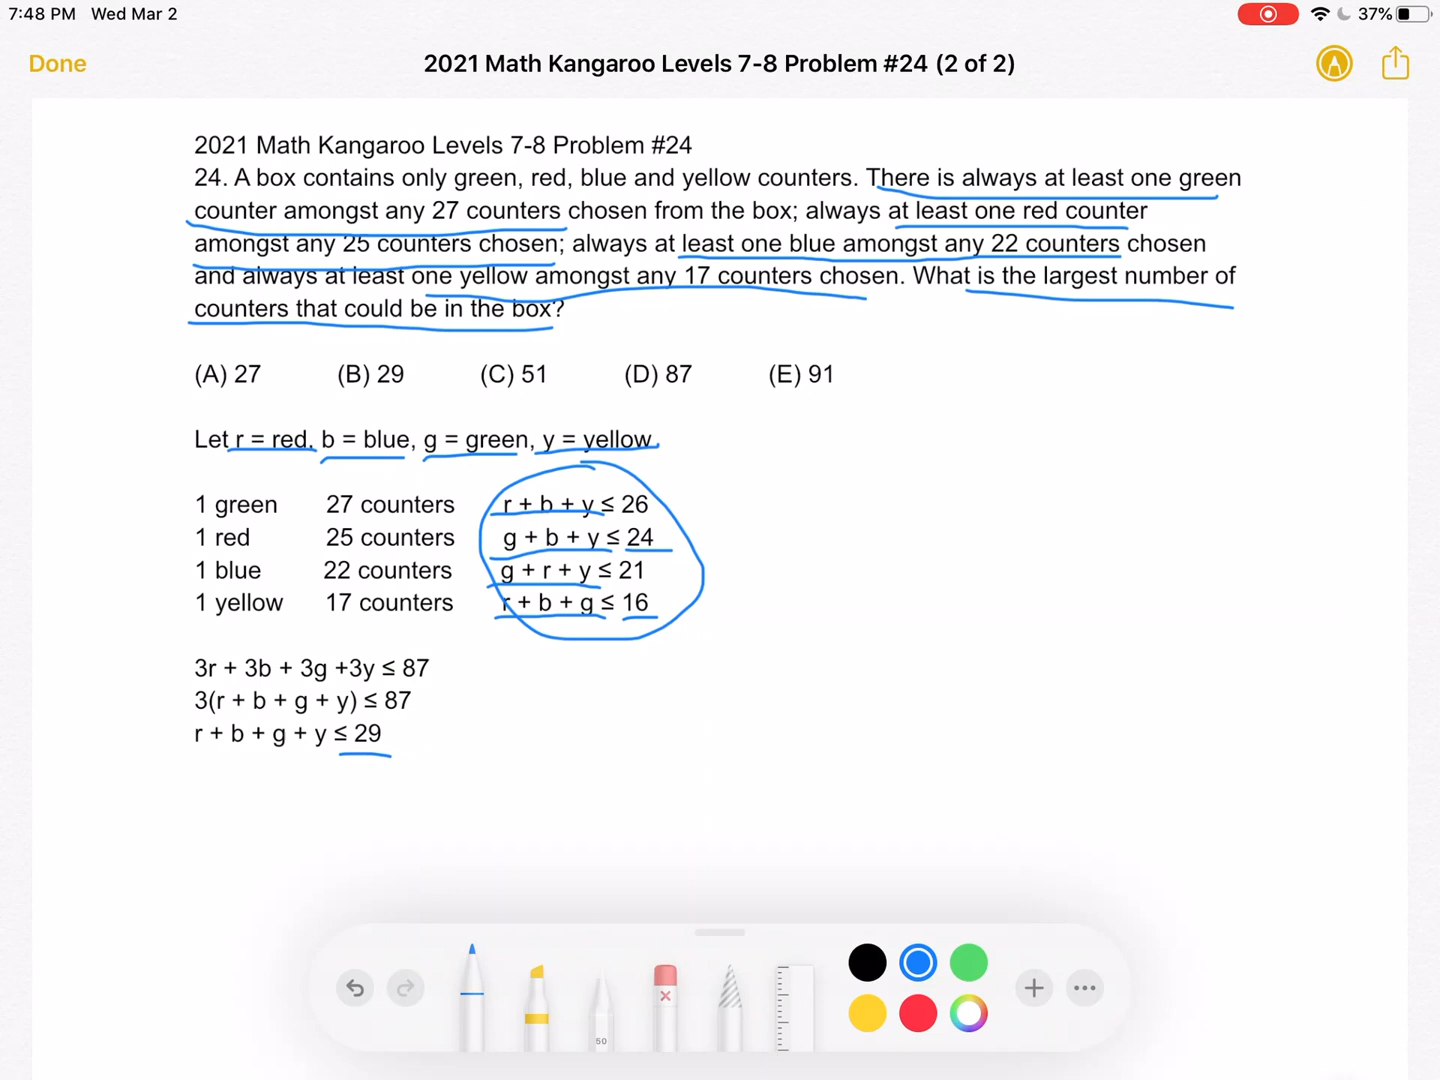 7:48 PM Wed Mar 2
37%
Done
2021 Math Kangaroo Levels 7-8 Problem #24 (2 of 2)
2021 Math Kangaroo Levels 7-8 Problem #24
24. A box contains only green, red, blue and yellow counters. There is always at least one green
counter amongst any 27 counters chosen from the box; always at least one red counter
amongst any 25 counters chosen; always at least one blue amongst any 22 counters chosen
and always at least one yellow amongst any 17 counters chosen. What is the largest number of
counters that could be in the box?
(A) 27 (B) 29 (C) 51 (D) 87 (E) 91
Let r = red, b = blue, g = green, y = yellow
1 green 27 counters r + b + y ≤ 26
1 red 25 counters g + b + y ≤ 24
1 blue 22 counters g + r + y ≤ 21
1 yellow 17 counters r + b + g ≤ 16
3r + 3b + 3g +3y ≤ 87
3(r + b + g + y) ≤ 87
r + b + g + y ≤ 29
50